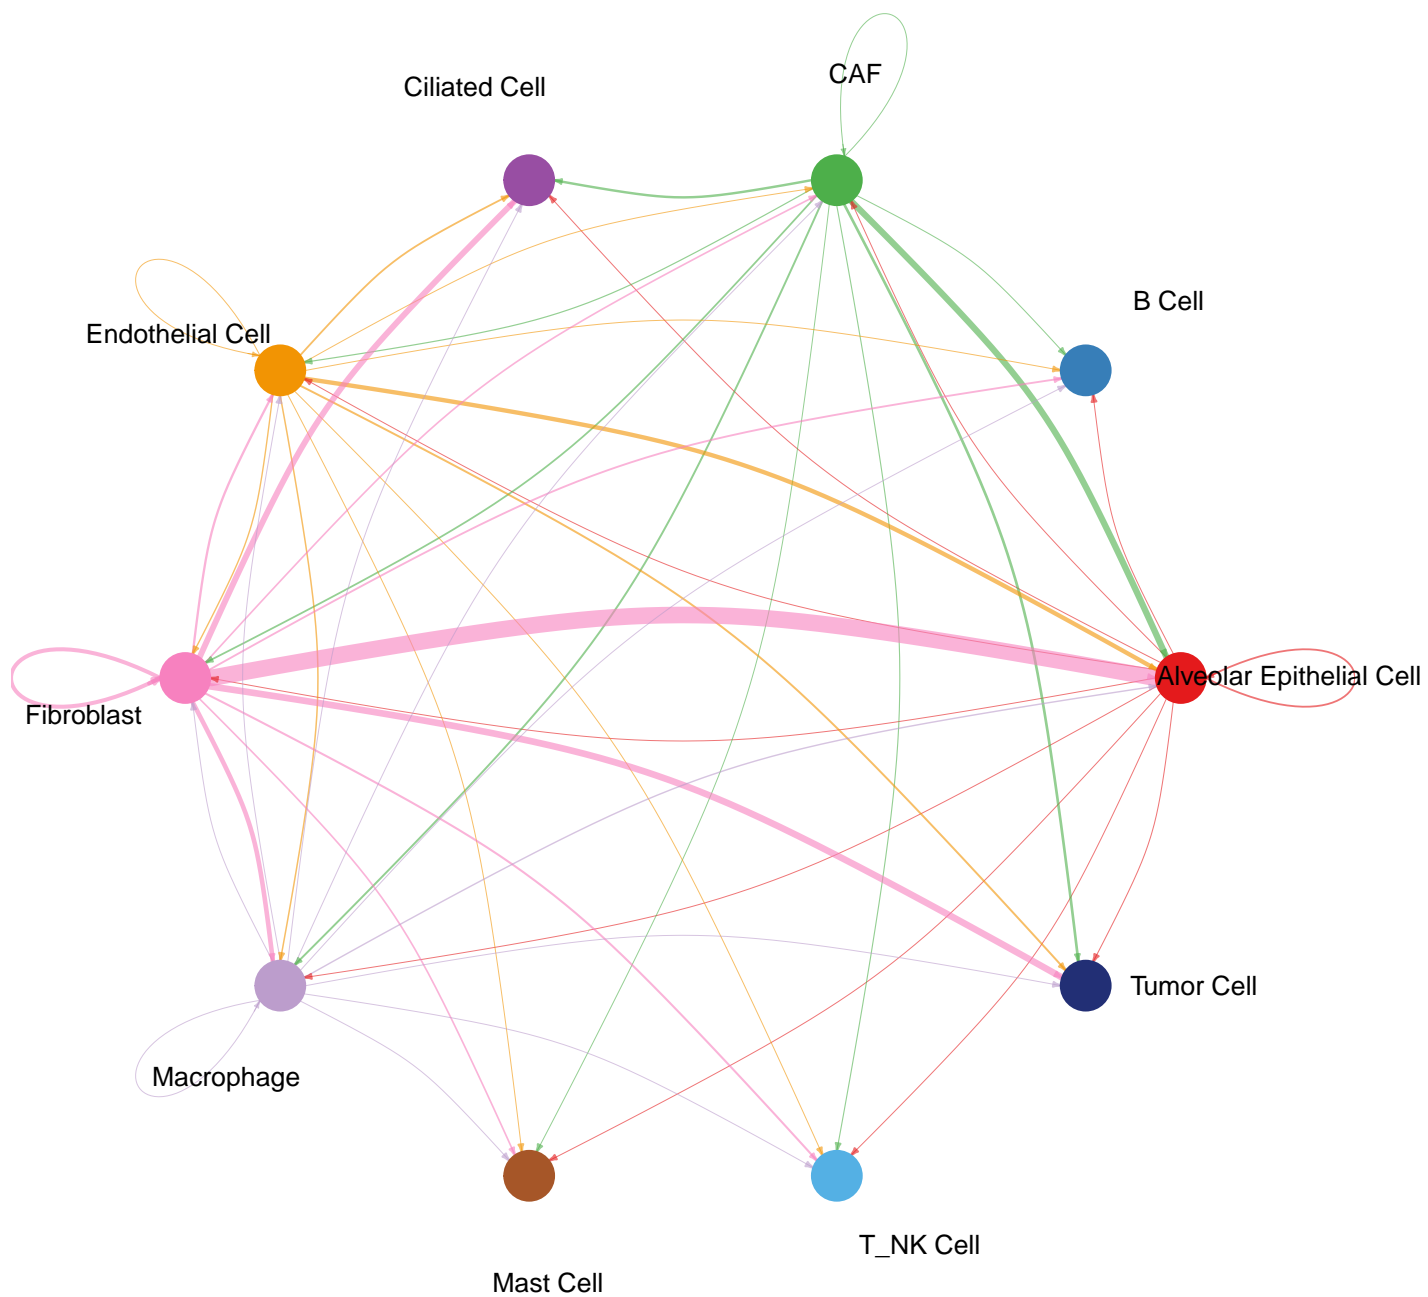 CAF
Ciliated Cell
B Cell
Endothelial Cell
Alveolar Epithelial Cell
Fibroblast
Tumor Cell
Macrophage
T_NK Cell
Mast Cell